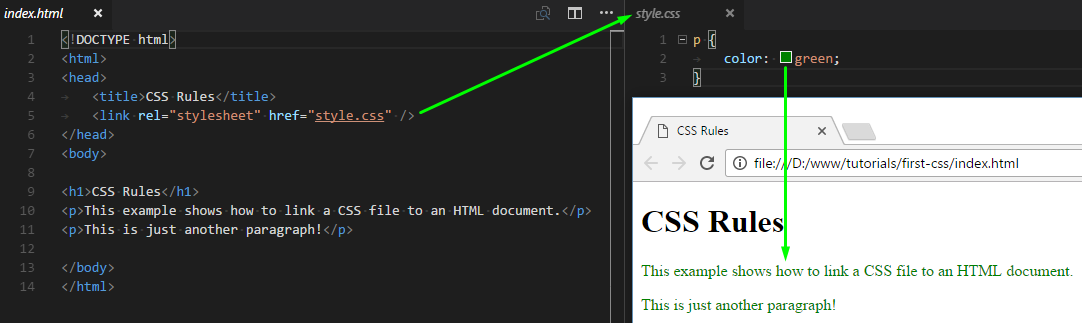 index.html
1 <!DOCTYPE html>
2 <html>
3 <head>
4 <title>CSS Rules</title>
5 <link rel="stylesheet" href="style.css" />
6 </head>
7 <body>
8
9 <h1>CSS Rules</h1>
10 <p>This example shows how to link a CSS file to an HTML document.</p>
11 <p>This is just another paragraph!</p>
12
13 </body>
14 </html>
style.css
1 p {
2 color: green;
3 }
CSS Rules
file:///D:/www/tutorials/first-css/index.html
CSS Rules
This example shows how to link a CSS file to an HTML document.
This is just another paragraph!